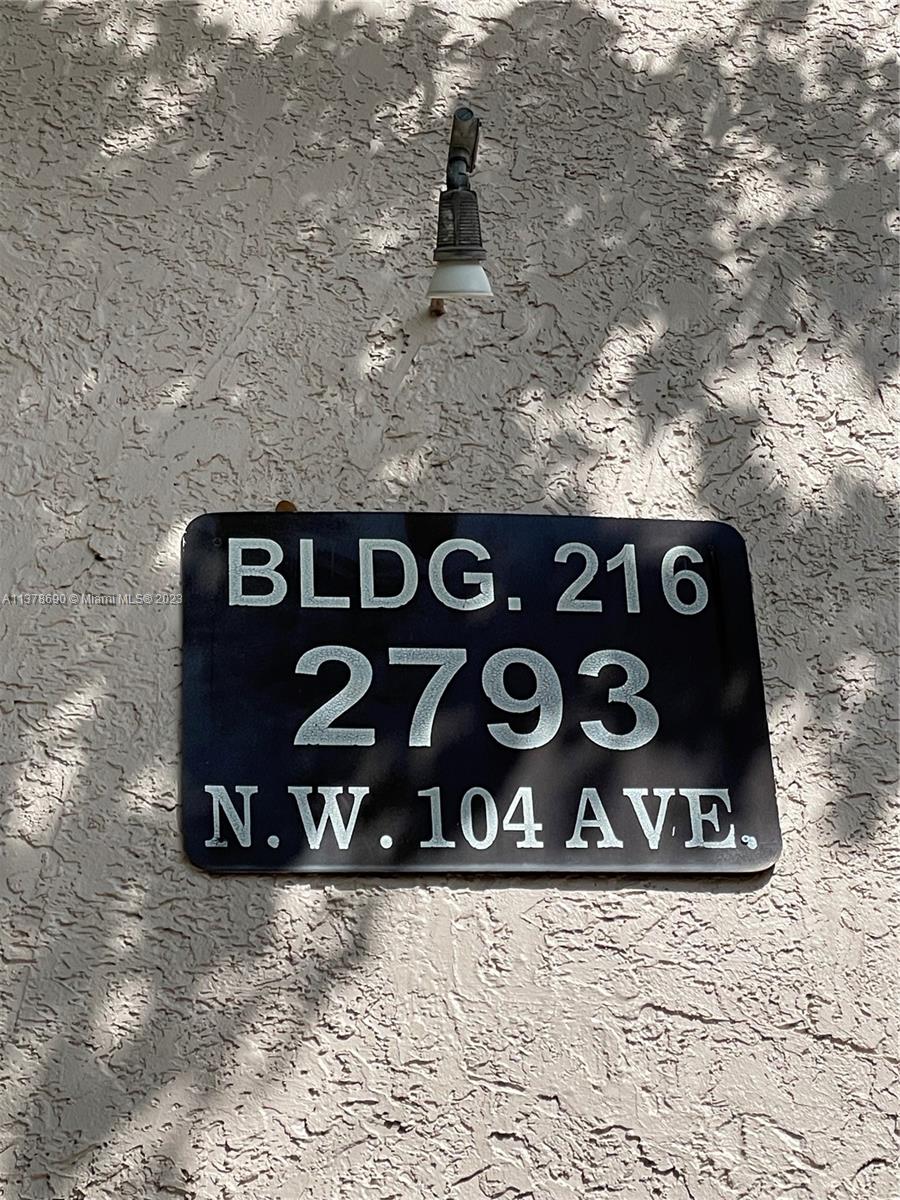 BLDG. 216
A11378690 © Miami MLS® 2023
2793
N.W. 104 AVE.